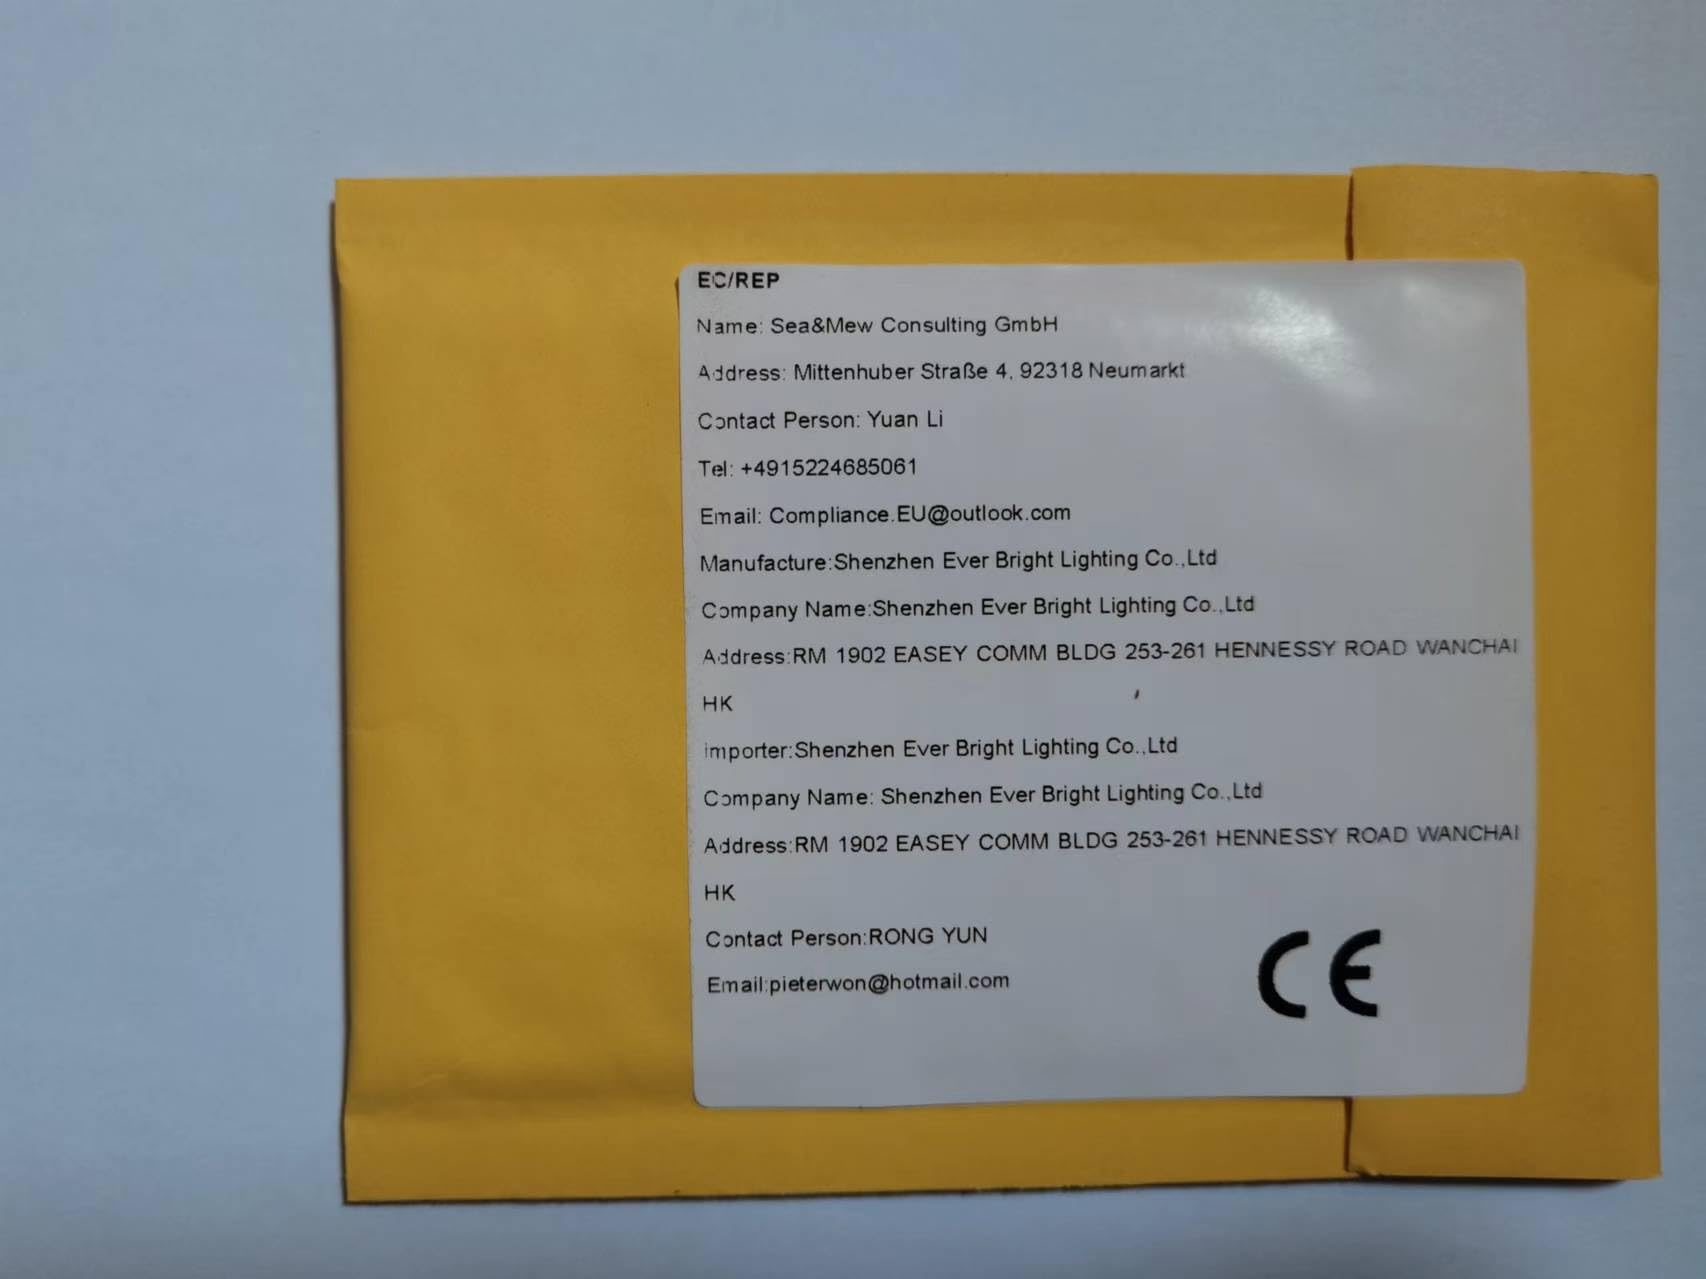 EC/REP
Name: Sea&Mew Consulting GmbH
Address: Mittenhuber Straße 4, 92318 Neumarkt
Contact Person: Yuan Li
Tel: +4915224685061
Email: Compliance.EU@outlook.com
Manufacture:Shenzhen Ever Bright Lighting Co.,Ltd
Company Name:Shenzhen Ever Bright Lighting Co.,Ltd
Address:RM 1902 EASEY COMM BLDG 253-261 HENNESSY ROAD WANCHAI
HK
importer:Shenzhen Ever Bright Lighting Co.,Ltd
Company Name: Shenzhen Ever Bright Lighting Co.,Ltd
Address:RM 1902 EASEY COMM BLDG 253-261 HENNESSY ROAD WANCHAI
HK
Contact Person:RONG YUN
Email:pieterwon@hotmail.com
CE